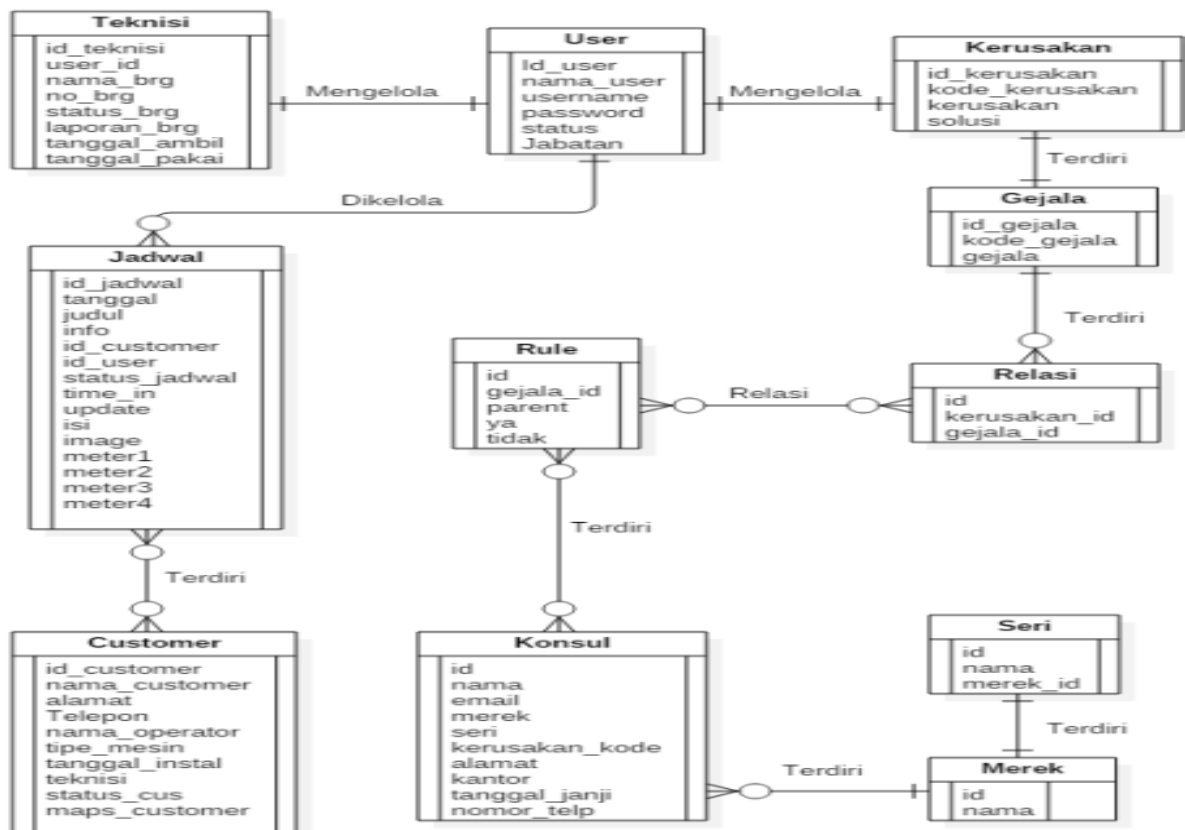 Teknisi
id_teknisi
user_id
nama_brg
no_brg
status_brg
laporan_brg
tanggal_ambil
tanggal_pakai
Mengelola
User
Id_user
nama_user
username
password
status
Jabatan
Mengelola
Kerusakan
id_kerusakan
kode_kerusakan
kerusakan
solusi
Terdiri
Gejala
id_gejala
kode_gejala
gejala
Terdiri
Dikelola
Jadwal
id_jadwal
tanggal
judul
info
id_customer
id_user
status_jadwal
time_in
update
isi
image
meter1
meter2
meter3
meter4
Rule
id
gejala_id
parent
ya
tidak
Relasi
Relasi
id
kerusakan_id
gejala_id
Terdiri
Terdiri
Customer
id_customer
nama_customer
alamat
Telepon
nama_operator
tipe_mesin
tanggal_instal
teknisi
status_cus
maps_customer
Konsul
id
nama
email
merek
seri
kerusakan_kode
alamat
kantor
tanggal_janji
nomor_telp
Seri
id
nama
merek_id
Terdiri
Terdiri
Merek
id
nama